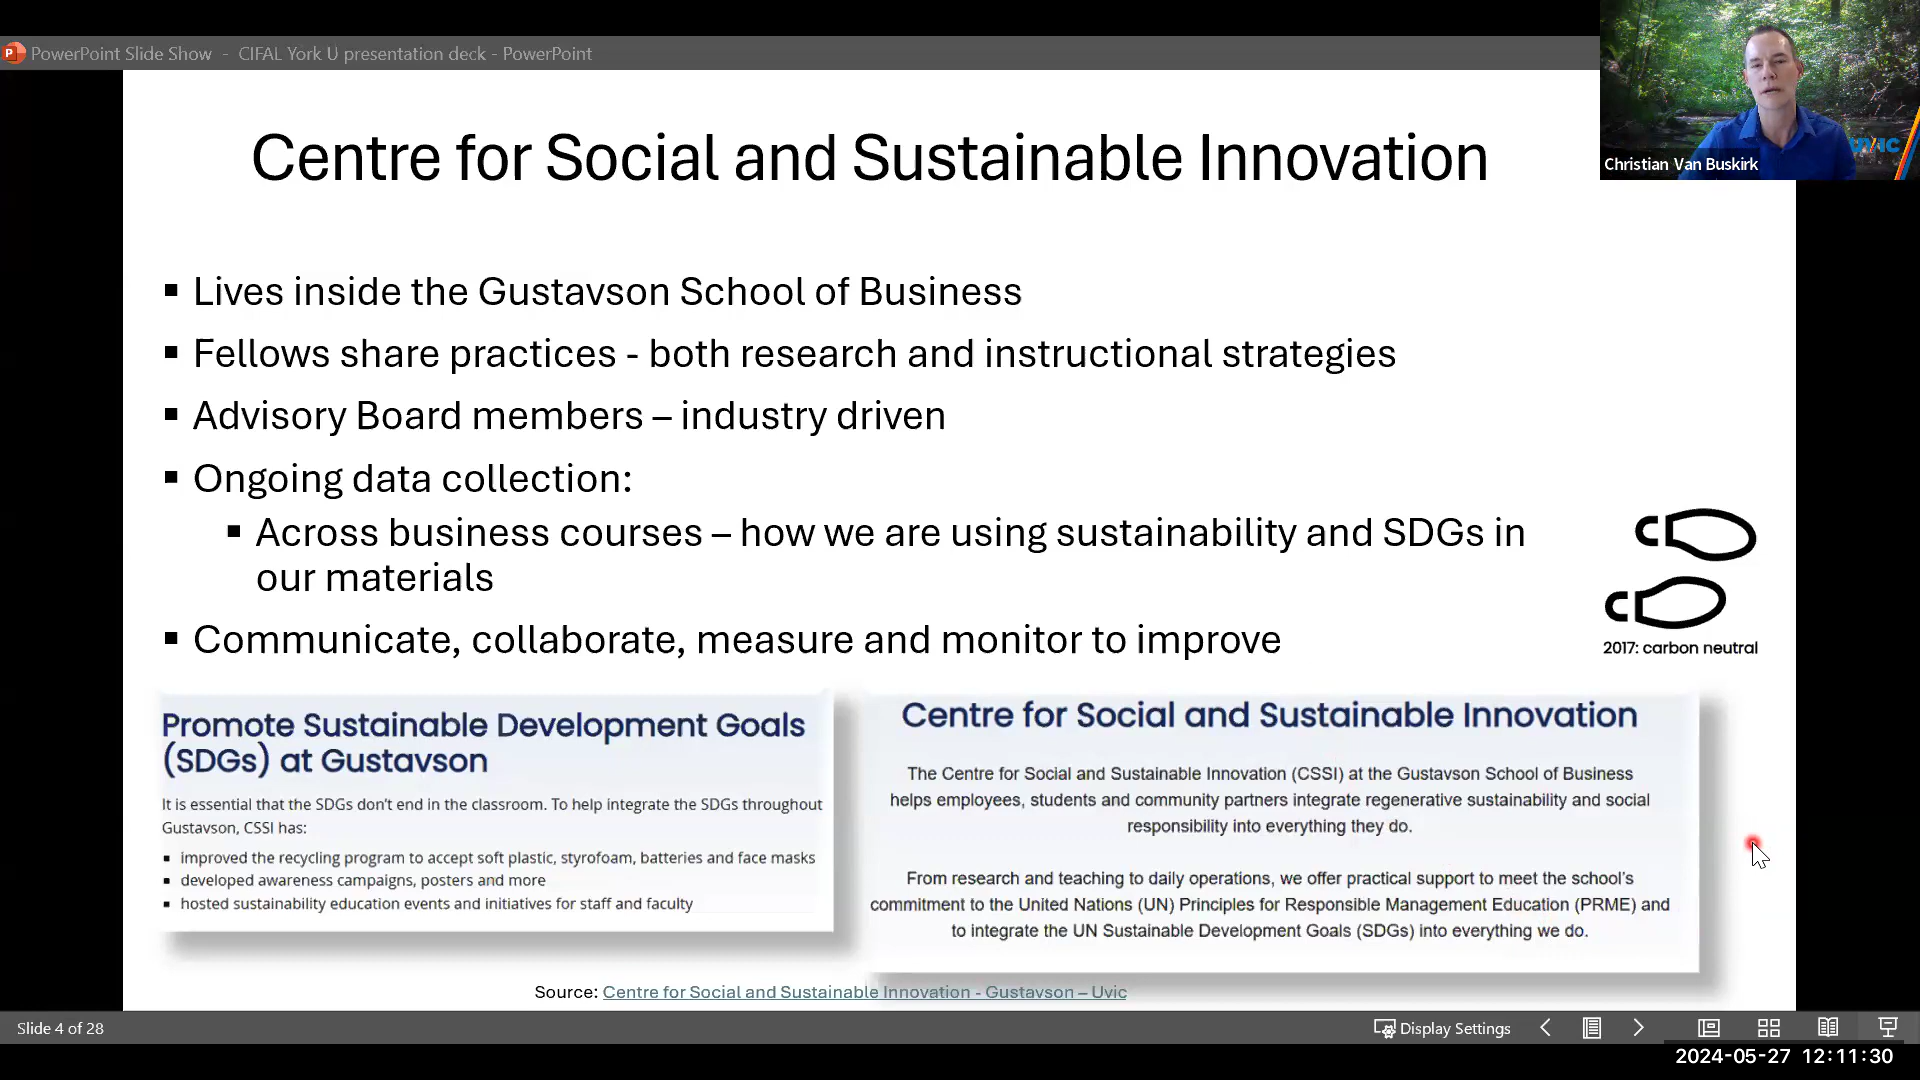 PowerPoint Slide Show - CIFAL York U presentation deck - PowerPoint
UVIC
Christian Van Buskirk
Centre for Social and Sustainable Innovation
▪ Lives inside the Gustavson School of Business
▪ Fellows share practices - both research and instructional strategies
▪ Advisory Board members – industry driven
▪ Ongoing data collection:
▪ Across business courses – how we are using sustainability and SDGs in
our materials
▪ Communicate, collaborate, measure and monitor to improve
2017: carbon neutral
Promote Sustainable Development Goals
(SDGs) at Gustavson
It is essential that the SDGs don't end in the classroom. To help integrate the SDGs throughout
Gustavson, CSSI has:
▪ improved the recycling program to accept soft plastic, styrofoam, batteries and face masks
▪ developed awareness campaigns, posters and more
▪ hosted sustainability education events and initiatives for staff and faculty
Centre for Social and Sustainable Innovation
The Centre for Social and Sustainable Innovation (CSSI) at the Gustavson School of Business
helps employees, students and community partners integrate regenerative sustainability and social
responsibility into everything they do.
From research and teaching to daily operations, we offer practical support to meet the school's
commitment to the United Nations (UN) Principles for Responsible Management Education (PRME) and
to integrate the UN Sustainable Development Goals (SDGs) into everything we do.
Source: Centre for Social and Sustainable Innovation - Gustavson – Uvic
Slide 4 of 28
Display Settings
2024-05-27 12:11:30